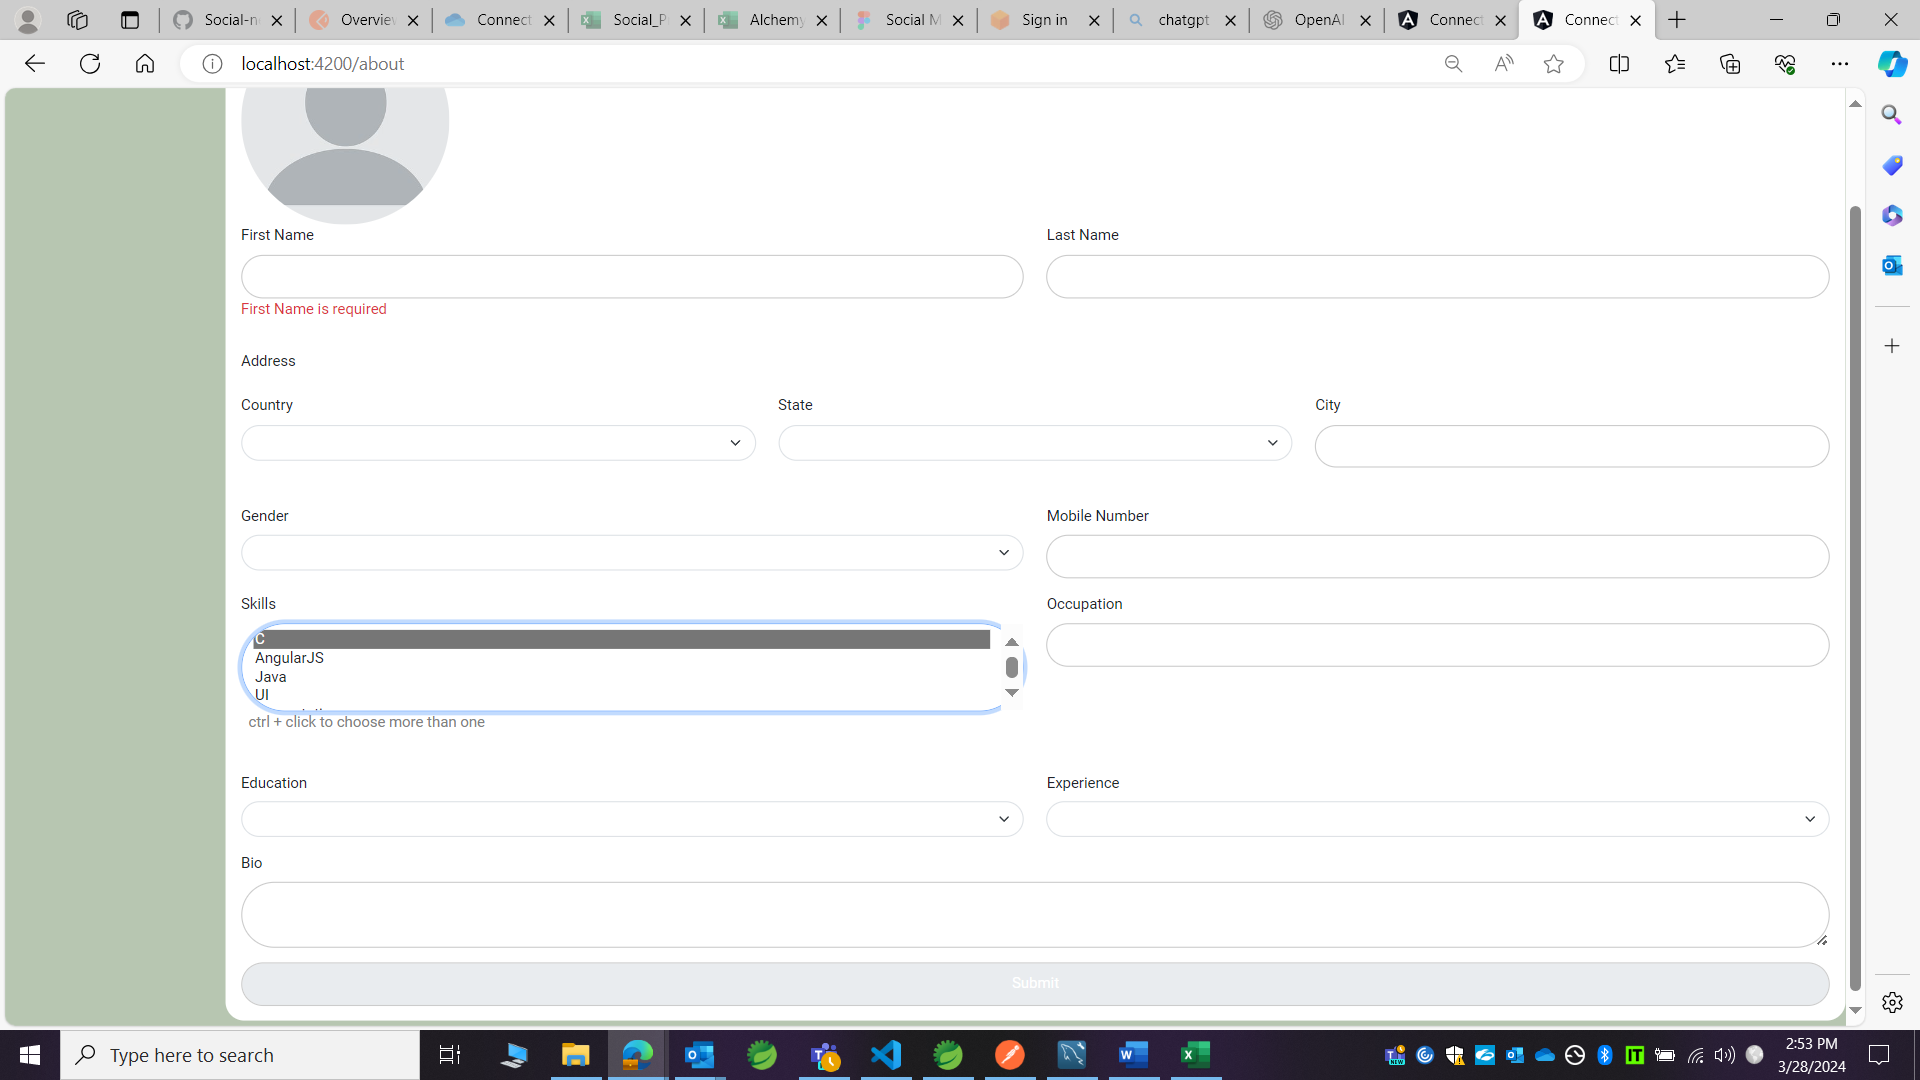 Social-n
Overview
Connect
Social_P
Alchemy
Social M
Sign in
chatgpt
OpenAI
Connect
Connect
localhost:4200/about
First Name
Last Name
First Name is required
Address
Country
State
City
Gender
Mobile Number
Skills
Occupation
C
AngularJS
Java
UI
ctrl + click to choose more than one
Education
Experience
Bio
Submit
Type here to search
2:53 PM
3/28/2024